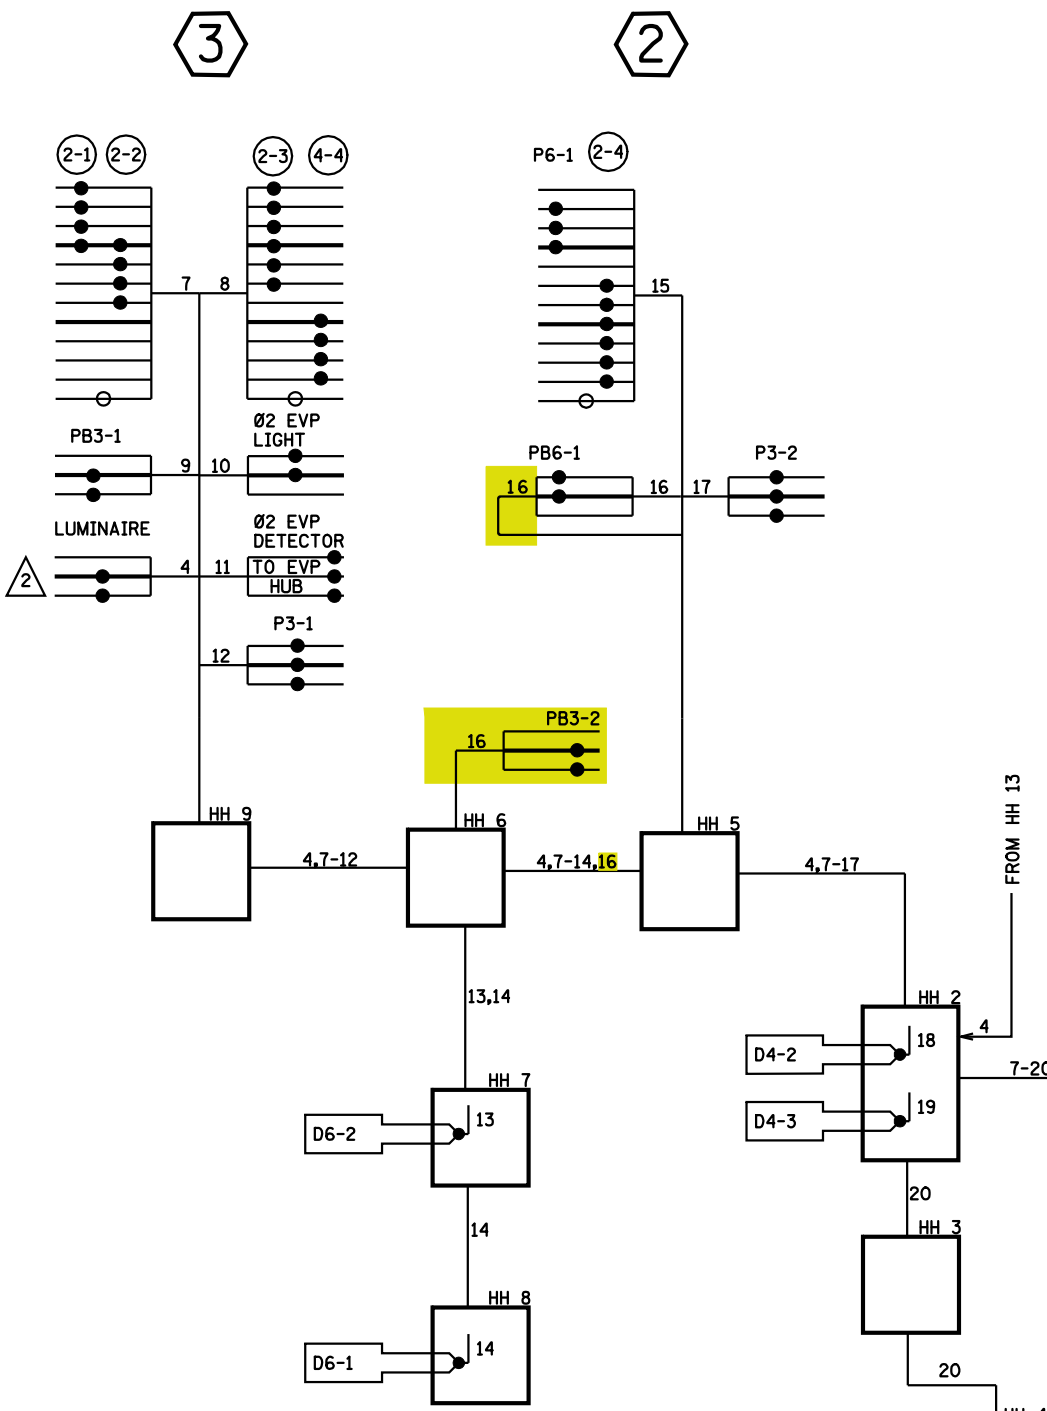 3
2
2-1 2-2
2-3 4-4
P6-1 2-4
7 8
15
PB3-1
Ø2 EVP
LIGHT
9 10
PB6-1
P3-2
16
16 17
LUMINAIRE
Ø2 EVP
DETECTOR
2
4 11
TO EVP
HUB
P3-1
12
PB3-2
16
HH 9
HH 6
HH 5
4,7-12
4,7-14,16
4,7-17
FROM HH 13
13,14
HH 2
4
D4-2
18
7-20
D4-3
19
HH 7
D6-2
13
20
14
HH 3
HH 8
D6-1
14
20